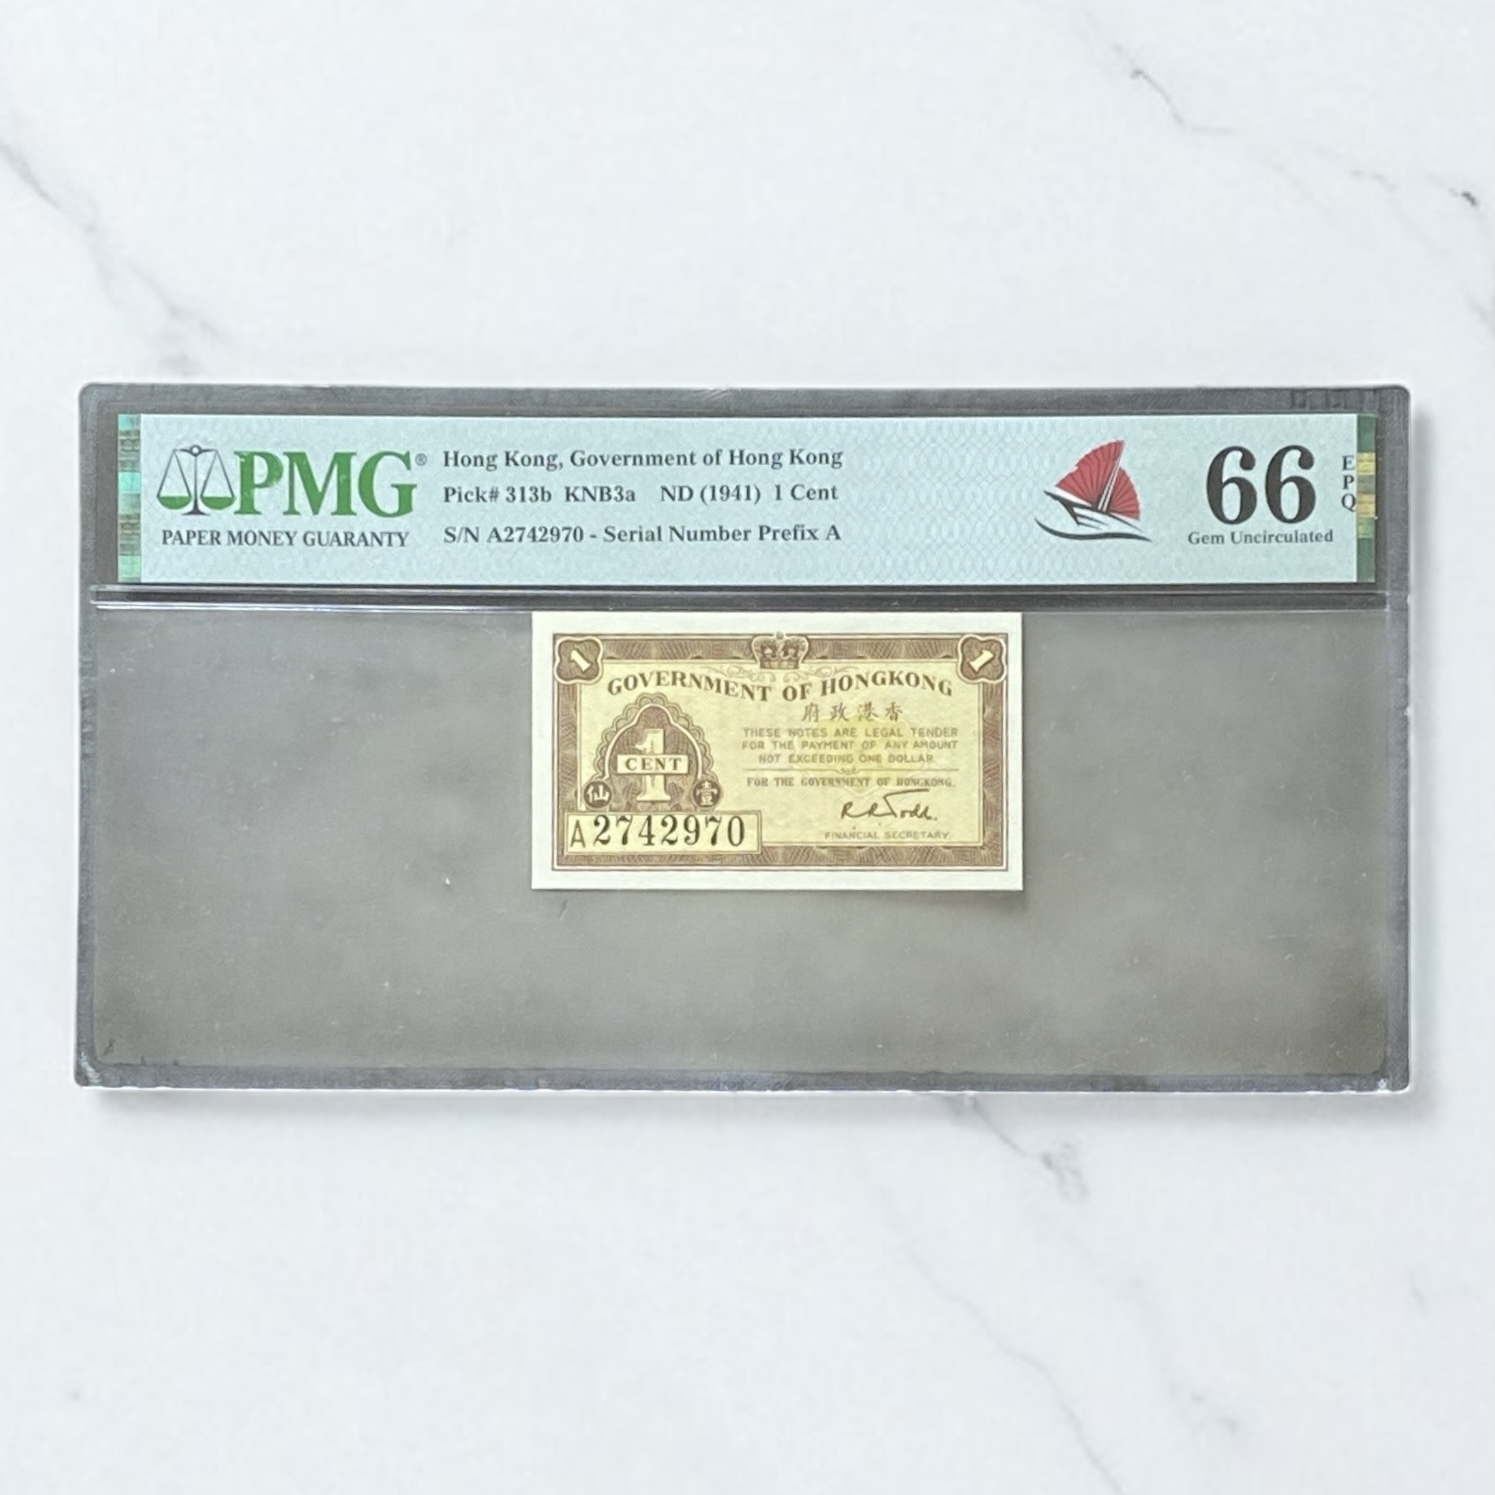 PMG®
PAPER MONEY GUARANTY
Hong Kong, Government of Hong Kong
Pick# 313b KNB3a ND (1941) 1 Cent
S/N A2742970 - Serial Number Prefix A
66
EPQ
Gem Uncirculated
1
1
GOVERNMENT OF HONGKONG
府政港香
THESE NOTES ARE LEGAL TENDER
FOR THE PAYMENT OF ANY AMOUNT
NOT EXCEEDING ONE DOLLAR.
FOR THE GOVERNMENT OF HONGKONG.
1
CENT
仙 壹
A2742970
R R Todd.
FINANCIAL SECRETARY